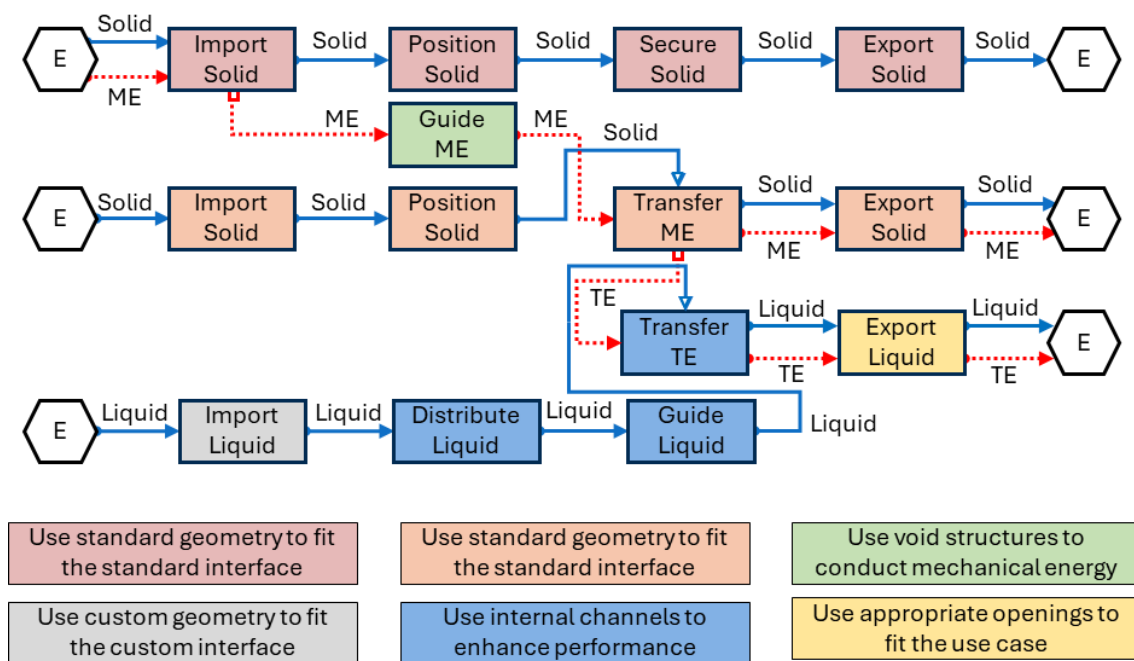 Solid
Solid
Solid
Solid
Solid
E
Import
Solid
Position
Solid
Secure
Solid
Export
Solid
E
ME
ME
Guide
ME
ME
Solid
Solid
Solid
Solid
Solid
E
Import
Solid
Position
Solid
Transfer
ME
Export
Solid
E
ME
ME
TE
Liquid
Liquid
Transfer
TE
Export
Liquid
E
TE
TE
Liquid
Liquid
Liquid
E
Import
Liquid
Distribute
Liquid
Guide
Liquid
Liquid
Use standard geometry to fit
the standard interface
Use standard geometry to fit
the standard interface
Use void structures to
conduct mechanical energy
Use custom geometry to fit
the custom interface
Use internal channels to
enhance performance
Use appropriate openings to
fit the use case